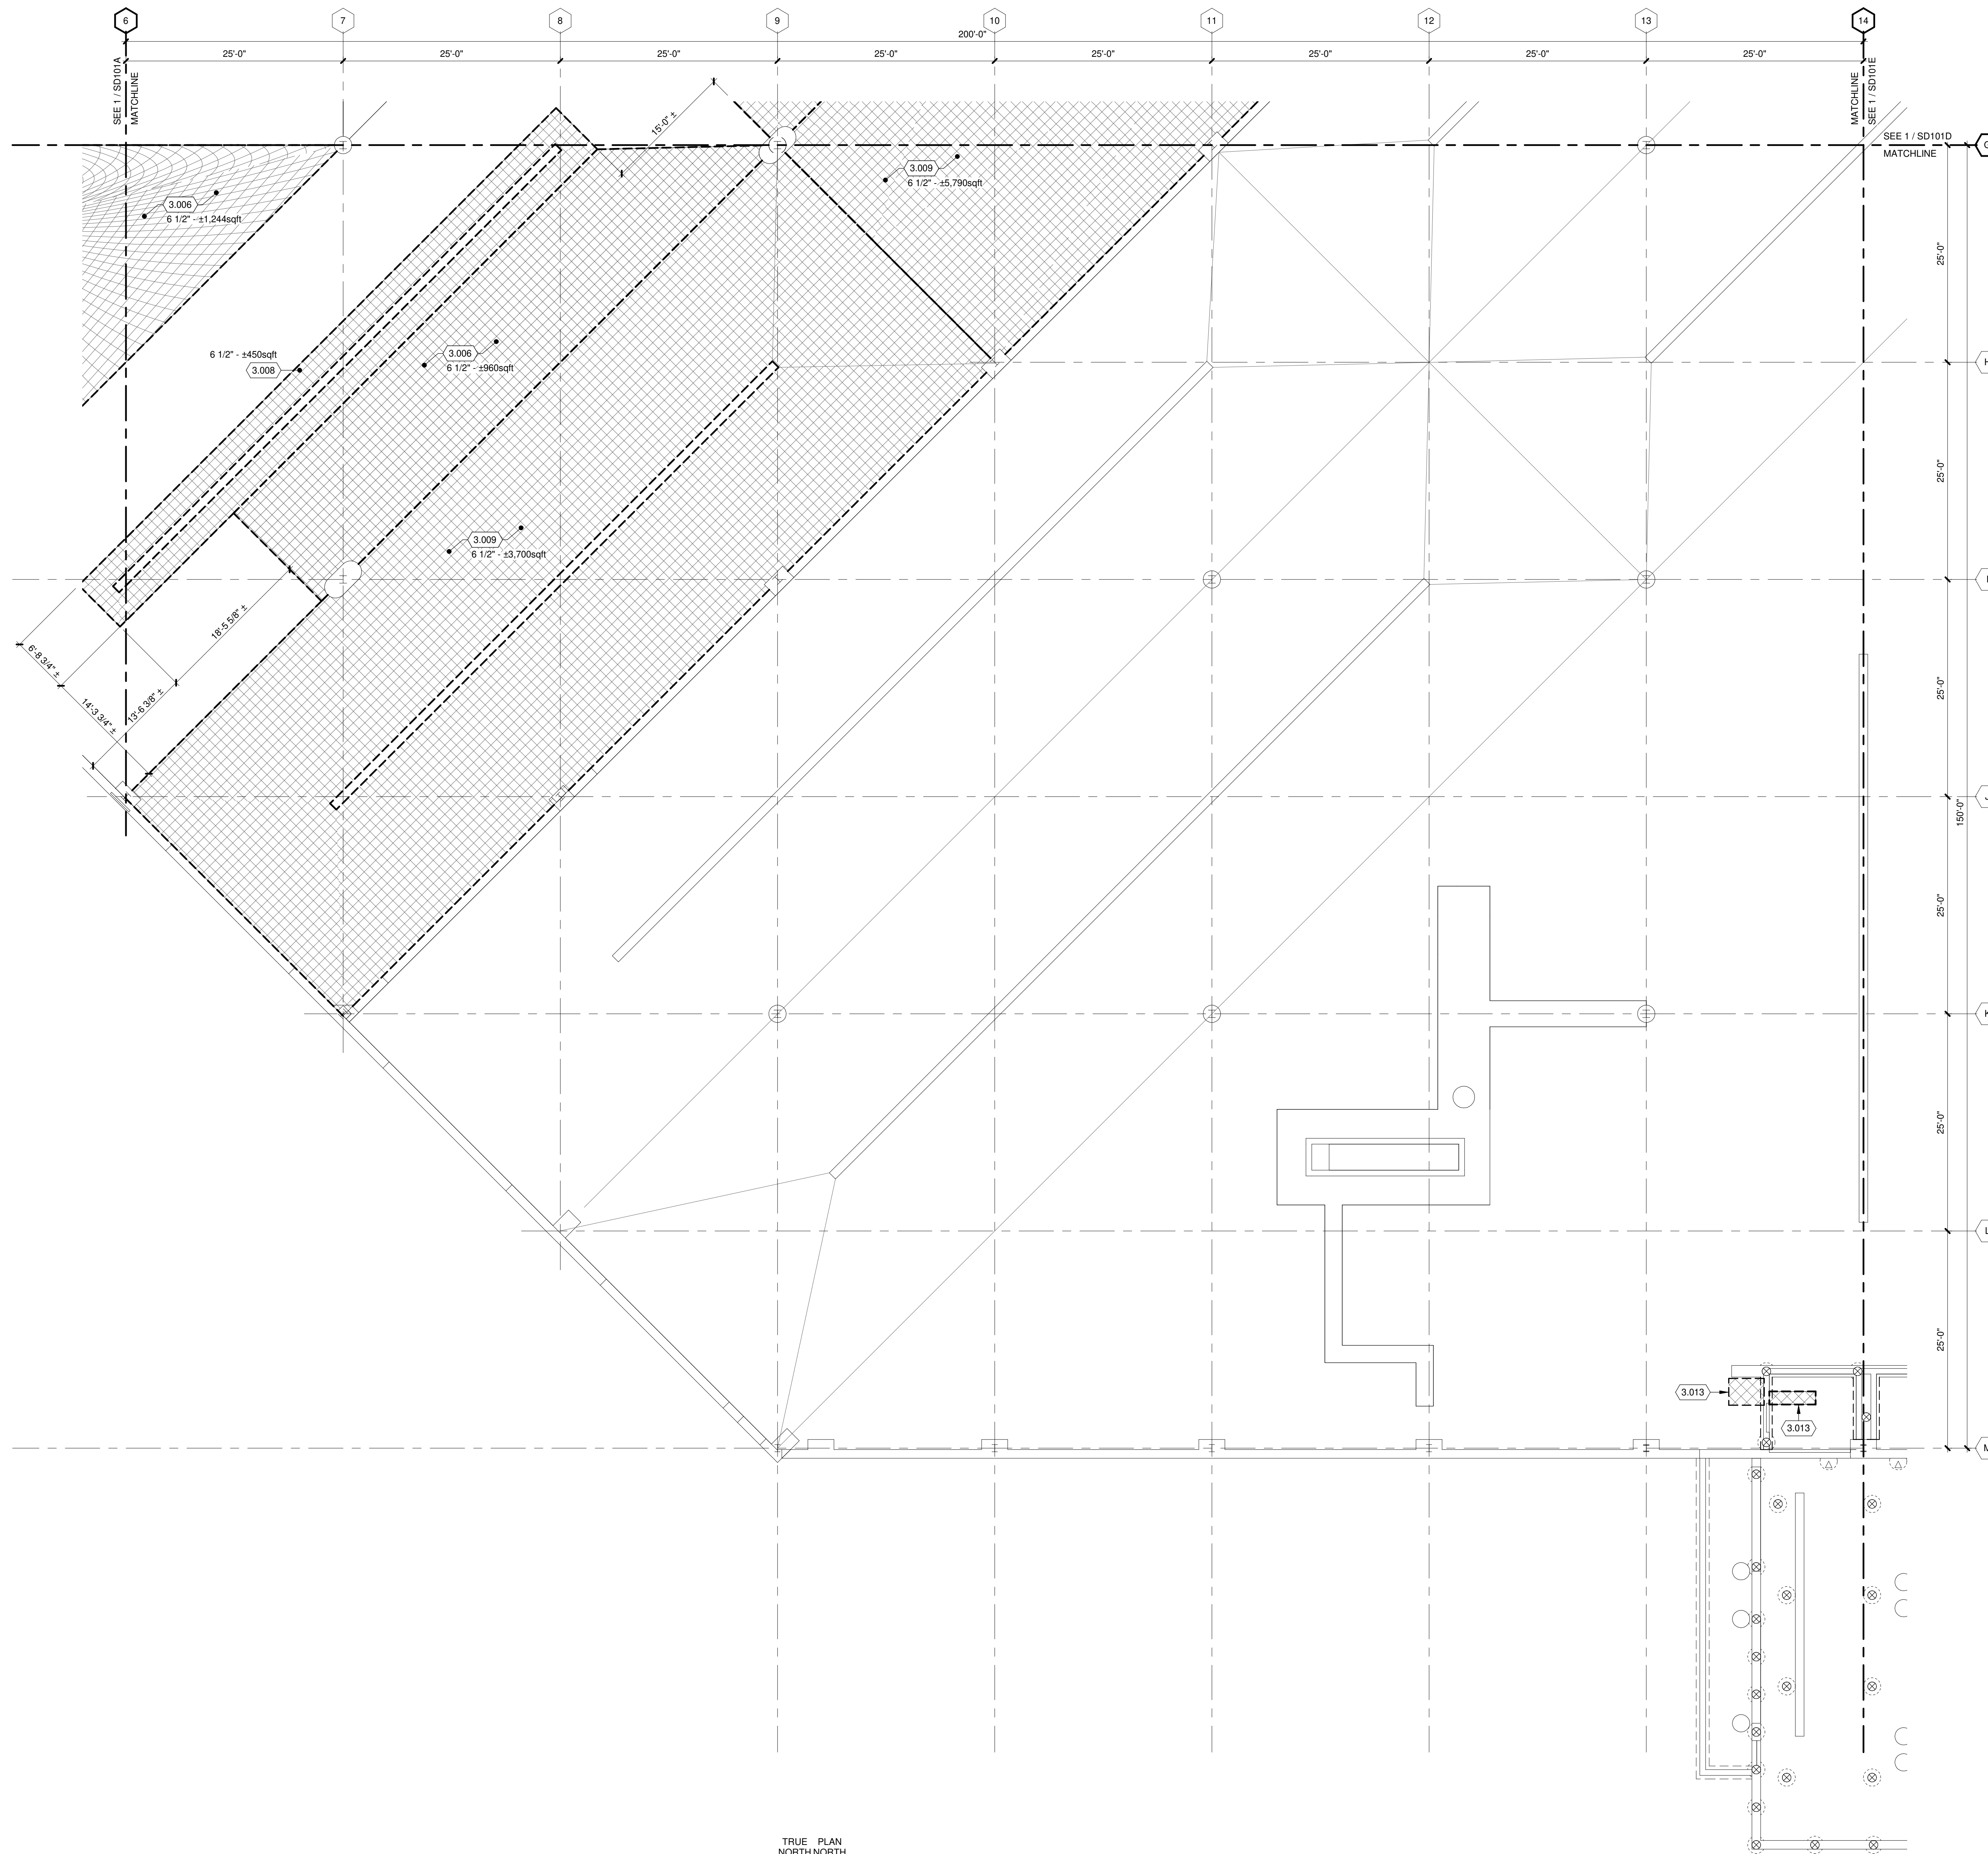 6
7
8
9
10
11
12
13
14
200'-0"
25'-0"
25'-0"
25'-0"
25'-0"
25'-0"
25'-0"
25'-0"
25'-0"
SEE 1 / SD101A
MATCHLINE
MATCHLINE
SEE 1 / SD101E
SEE 1 / SD101D
MATCHLINE
15'-0" ±
3.009
6 1/2" - ±5,790sqft
3.006
6 1/2" - ±1,244sqft
25'-0"
6 1/2" - ±450sqft
3.008
3.006
6 1/2" - ±960sqft
H
25'-0"
3.009
6 1/2" - ±3,700sqft
18'-5 5/8" ±
6'-8 3/4" ±
14'-3 3/4" ±
13'-6 3/8" ±
25'-0"
150'-0"
25'-0"
K
25'-0"
L
25'-0"
3.013
3.013
M
TRUE PLAN
NORTH NORTH